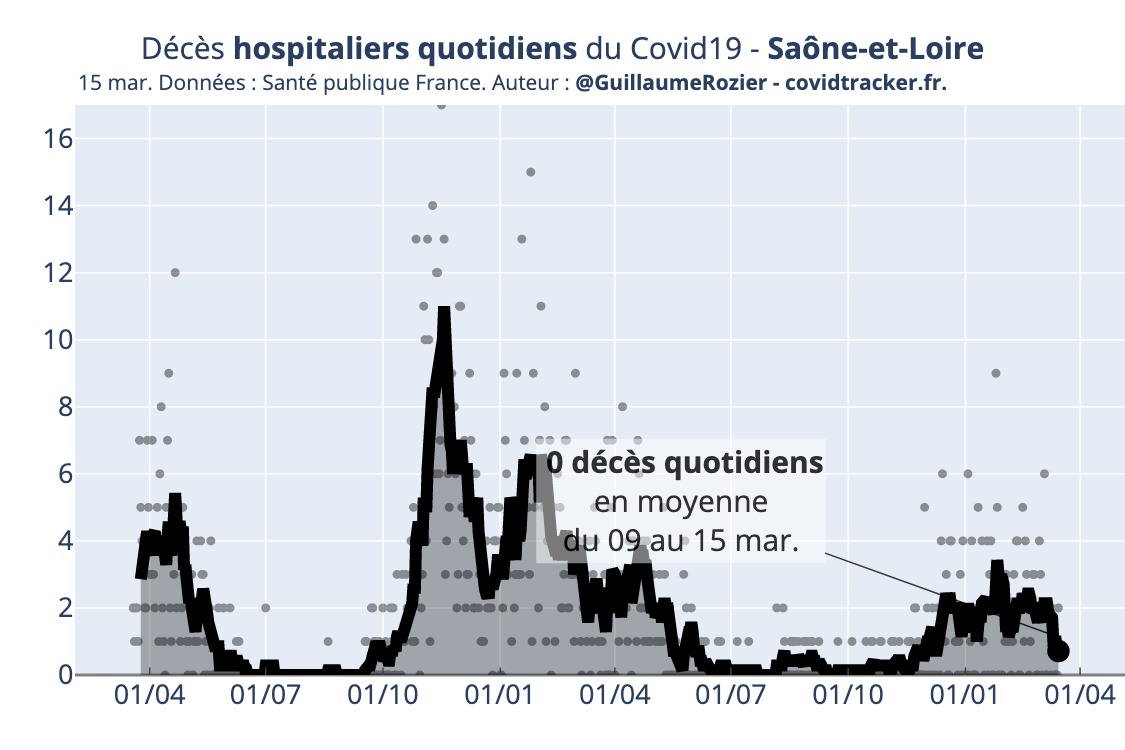 Décès hospitaliers quotidiens du Covid19 - Saône-et-Loire
15 mar. Données : Santé publique France. Auteur : @GuillaumeRozier - covidtracker.fr.
16
14
12
10
8
6
4
2
0
0 décès quotidiens
en moyenne
du 09 au 15 mar.
01/04 01/07 01/10 01/01 01/04 01/07 01/10 01/01 01/04